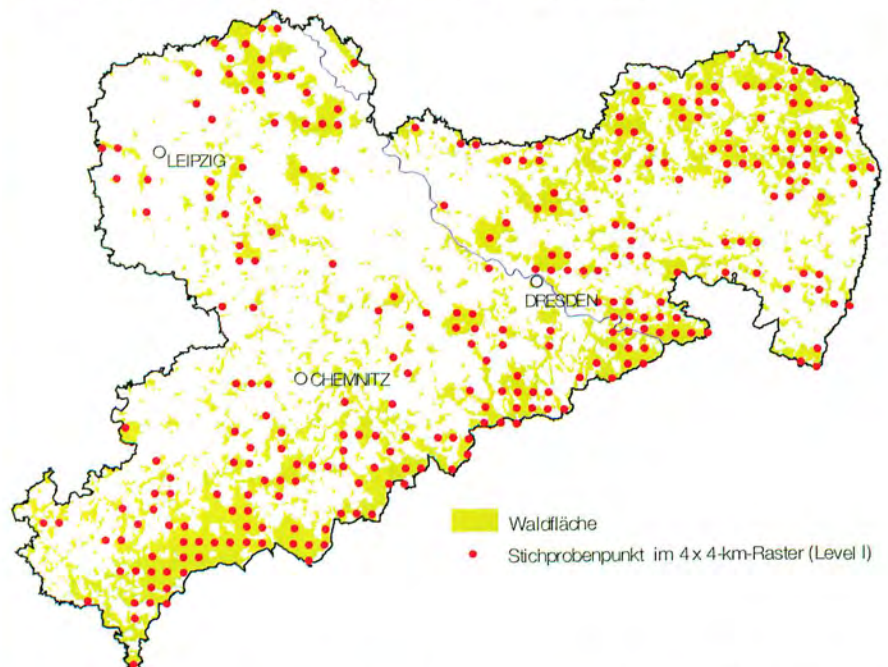 LEIPZIG
DRESDEN
CHEMNITZ
Waldfläche
Stichprobenpunkt im 4 x 4-km-Raster (Level I)